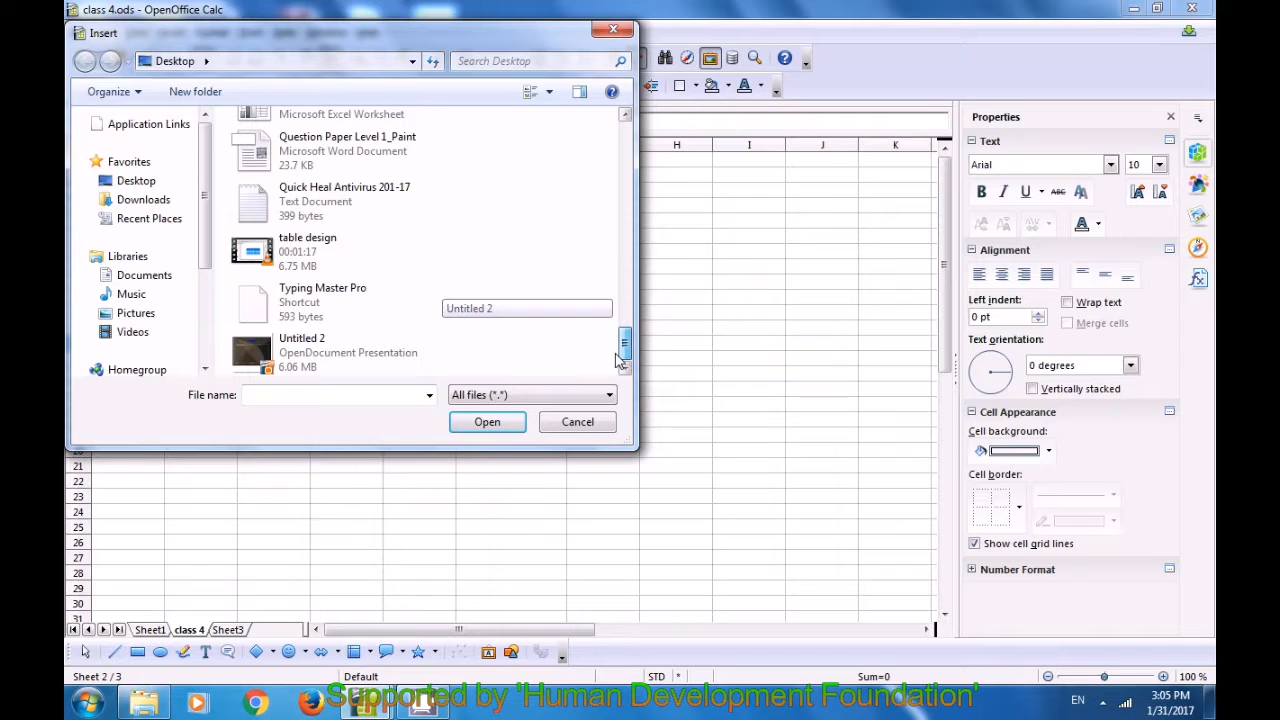 class 4.ods - OpenOffice Calc
Insert
Desktop
Search Desktop
Organize
New folder
Application Links
Favorites
Desktop
Downloads
Recent Places
Libraries
Documents
Music
Pictures
Videos
Homegroup
Microsoft Excel Worksheet
Question Paper Level 1_Paint
Microsoft Word Document
23.7 KB
Quick Heal Antivirus 201-17
Text Document
399 bytes
table design
00:01:17
6.75 MB
Typing Master Pro
Shortcut
593 bytes
Untitled 2
Untitled 2
OpenDocument Presentation
6.06 MB
File name:
All files (*.*)
Open
Cancel
H I J K
21
22
23
24
25
26
27
28
29
30
31
Properties
Text
Arial
10
B I U ABC AA
A
Alignment
Left indent:
0 pt
Wrap text
Merge cells
Text orientation:
0 degrees
Vertically stacked
Cell Appearance
Cell background:
Cell border:
Show cell grid lines
Number Format
Sheet1 class 4 Sheet3
Sheet 2 / 3
Default
STD
*
Sum=0
100 %
Supported by 'Human Development Foundation'
EN
3:05 PM
1/31/2017